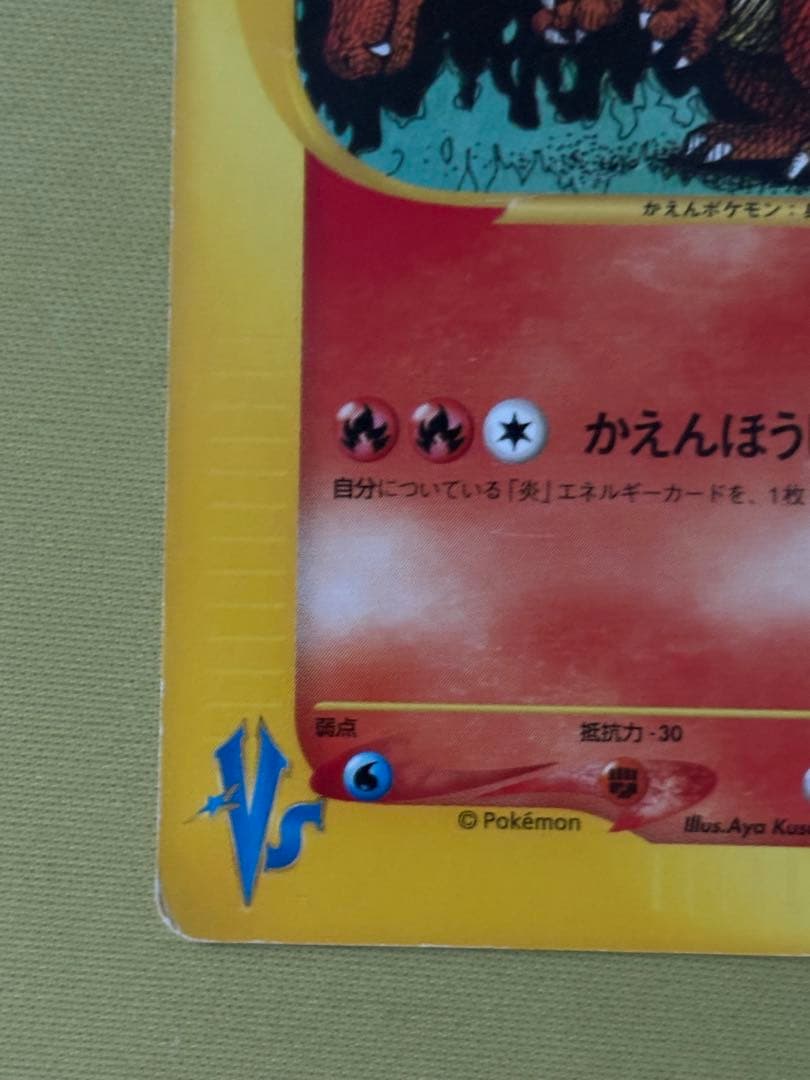 かえんポケモン：
かえんほう
自分についている「炎」エネルギーカードを、1枚
弱点
抵抗力 -30
VS
© Pokémon
Illus.Aya